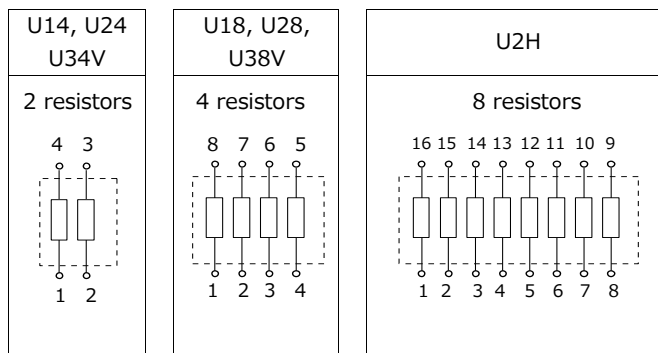 U14, U24
U34V
2 resistors
4 3
1 2
U18, U28,
U38V
4 resistors
8 7 6 5
1 2 3 4
U2H
8 resistors
16 15 14 13 12 11 10 9
1 2 3 4 5 6 7 8